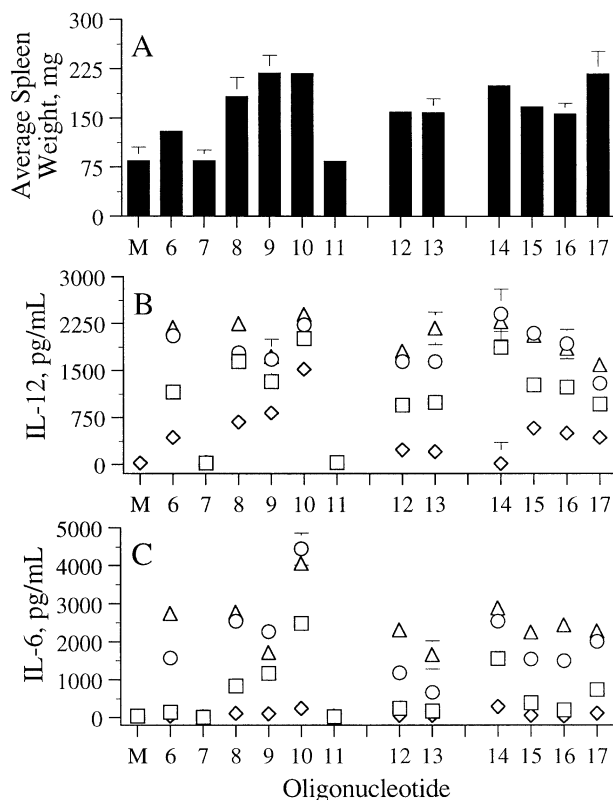 A
Average Spleen
Weight, mg
300
225
150
75
0
M 6 7 8 9 10 11 12 13 14 15 16 17
B
IL-12, pg/mL
3000
2250
1500
750
0
M 6 7 8 9 10 11 12 13 14 15 16 17
C
IL-6, pg/mL
5000
4000
3000
2000
1000
0
M 6 7 8 9 10 11 12 13 14 15 16 17
Oligonucleotide